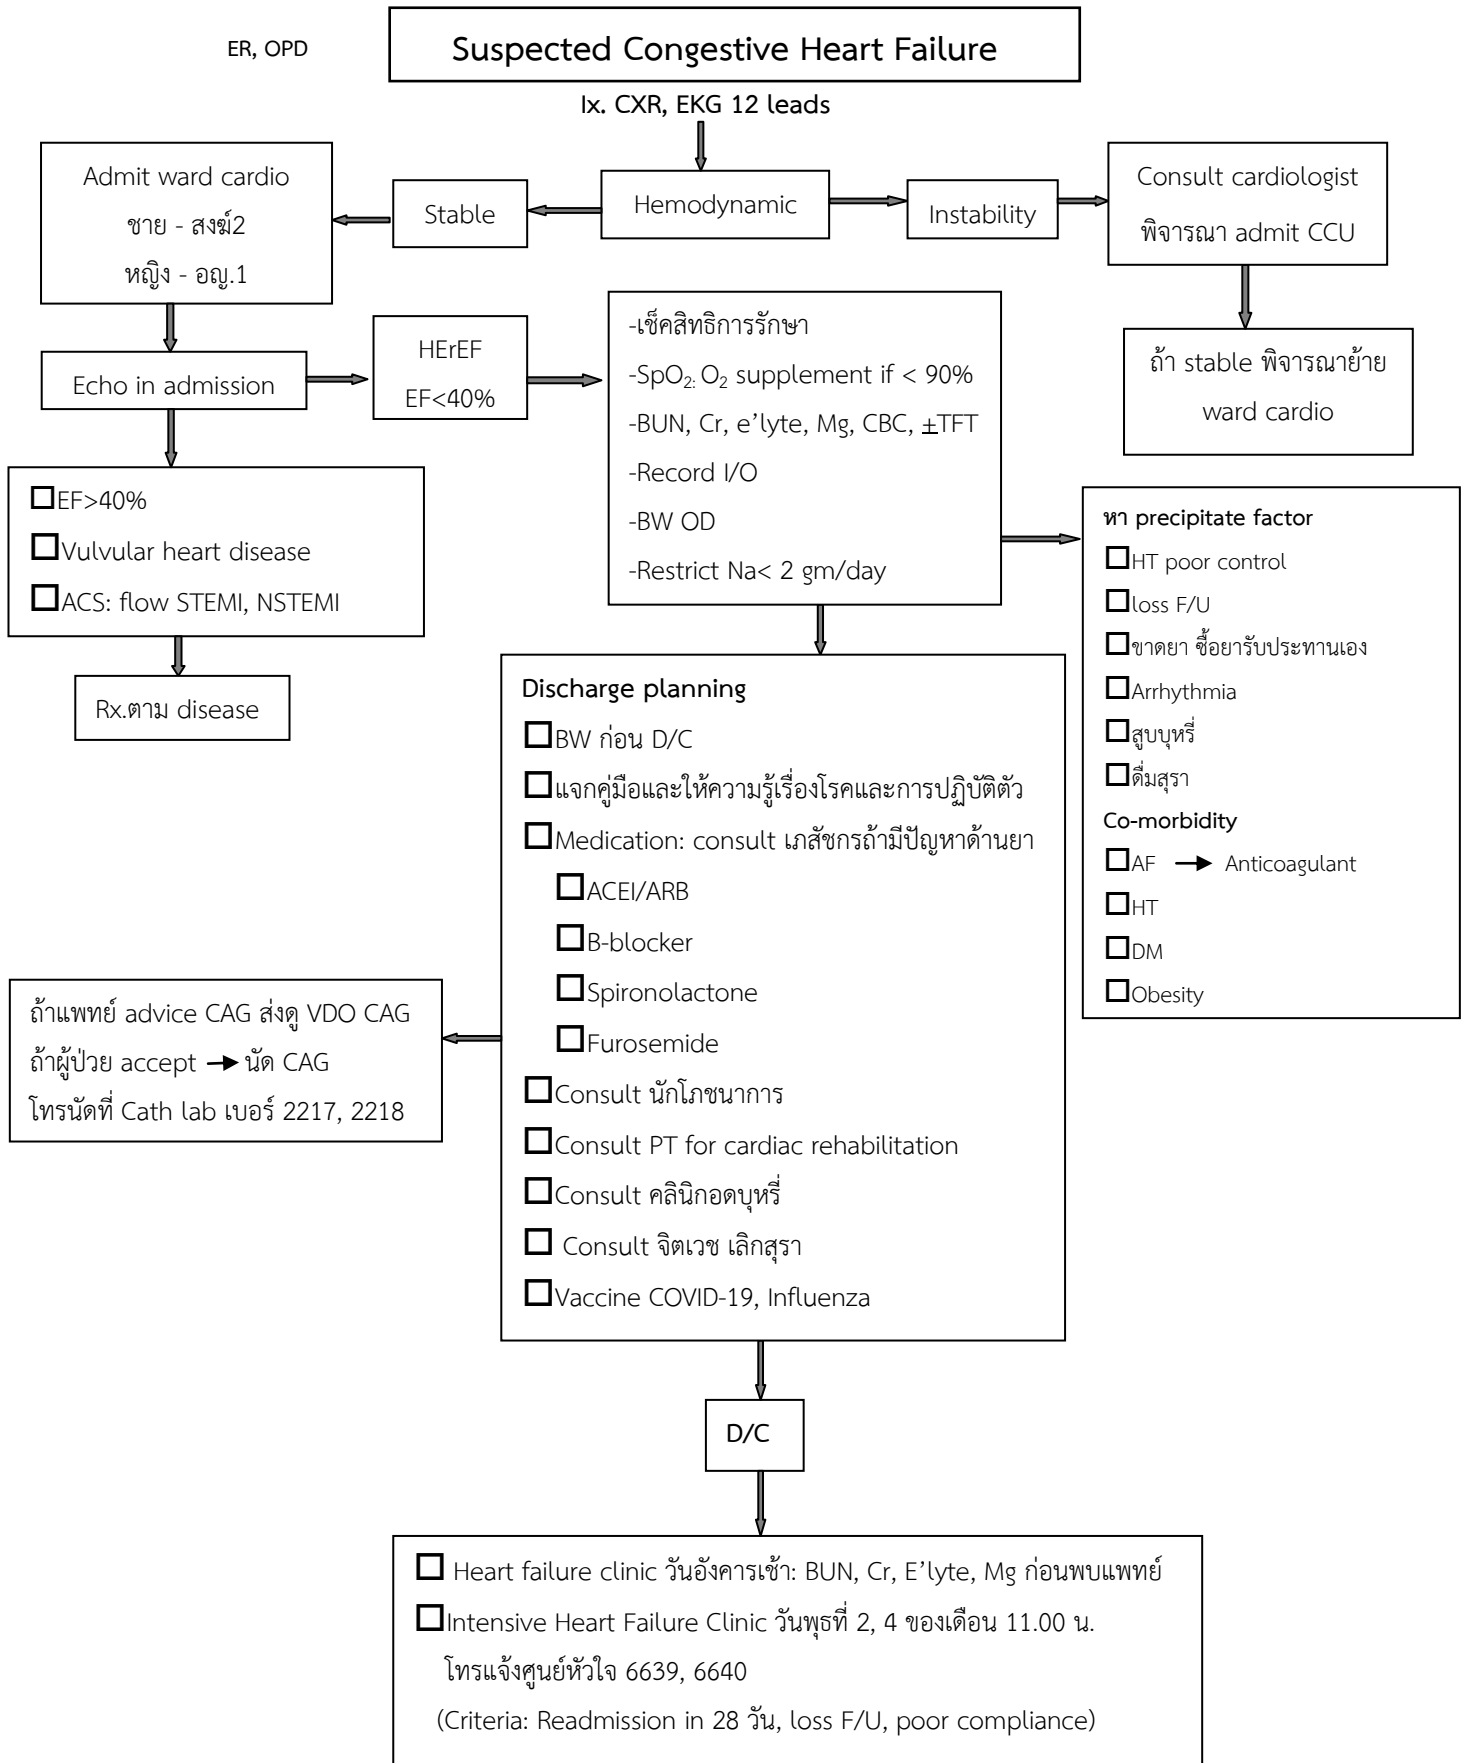 ER, OPD
Suspected Congestive Heart Failure
Ix. CXR, EKG 12 leads
Admit ward cardio
ชาย - สงฆ์2
หญิง - อญ.1
Stable
Hemodynamic
Instability
Consult cardiologist
พิจารณา admit CCU
ถ้า stable พิจารณาย้าย
ward cardio
Echo in admission
HErEF
EF<40%
-เช็คสิทธิการรักษา
-SpO₂: O₂ supplement if < 90%
-BUN, Cr, e’lyte, Mg, CBC, ±TFT
-Record I/O
-BW OD
-Restrict Na< 2 gm/day
☐EF>40%
☐Vulvular heart disease
☐ACS: flow STEMI, NSTEMI
Rx.ตาม disease
หา precipitate factor
☐HT poor control
☐loss F/U
☐ขาดยา ซื้อยารับประทานเอง
☐Arrhythmia
☐สูบบุหรี่
☐ดื่มสุรา
Co-morbidity
☐AF → Anticoagulant
☐HT
☐DM
☐Obesity
Discharge planning
☐BW ก่อน D/C
☐แจกคู่มือและให้ความรู้เรื่องโรคและการปฏิบัติตัว
☐Medication: consult เภสัชกรถ้ามีปัญหาด้านยา
☐ACEI/ARB
☐B-blocker
☐Spironolactone
☐Furosemide
☐Consult นักโภชนาการ
☐Consult PT for cardiac rehabilitation
☐Consult คลินิกอดบุหรี่
☐ Consult จิตเวช เลิกสุรา
☐Vaccine COVID-19, Influenza
ถ้าแพทย์ advice CAG ส่งดู VDO CAG
ถ้าผู้ป่วย accept → นัด CAG
โทรนัดที่ Cath lab เบอร์ 2217, 2218
D/C
☐ Heart failure clinic วันอังคารเช้า: BUN, Cr, E’lyte, Mg ก่อนพบแพทย์
☐Intensive Heart Failure Clinic วันพุธที่ 2, 4 ของเดือน 11.00 น.
โทรแจ้งศูนย์หัวใจ 6639, 6640
(Criteria: Readmission in 28 วัน, loss F/U, poor compliance)